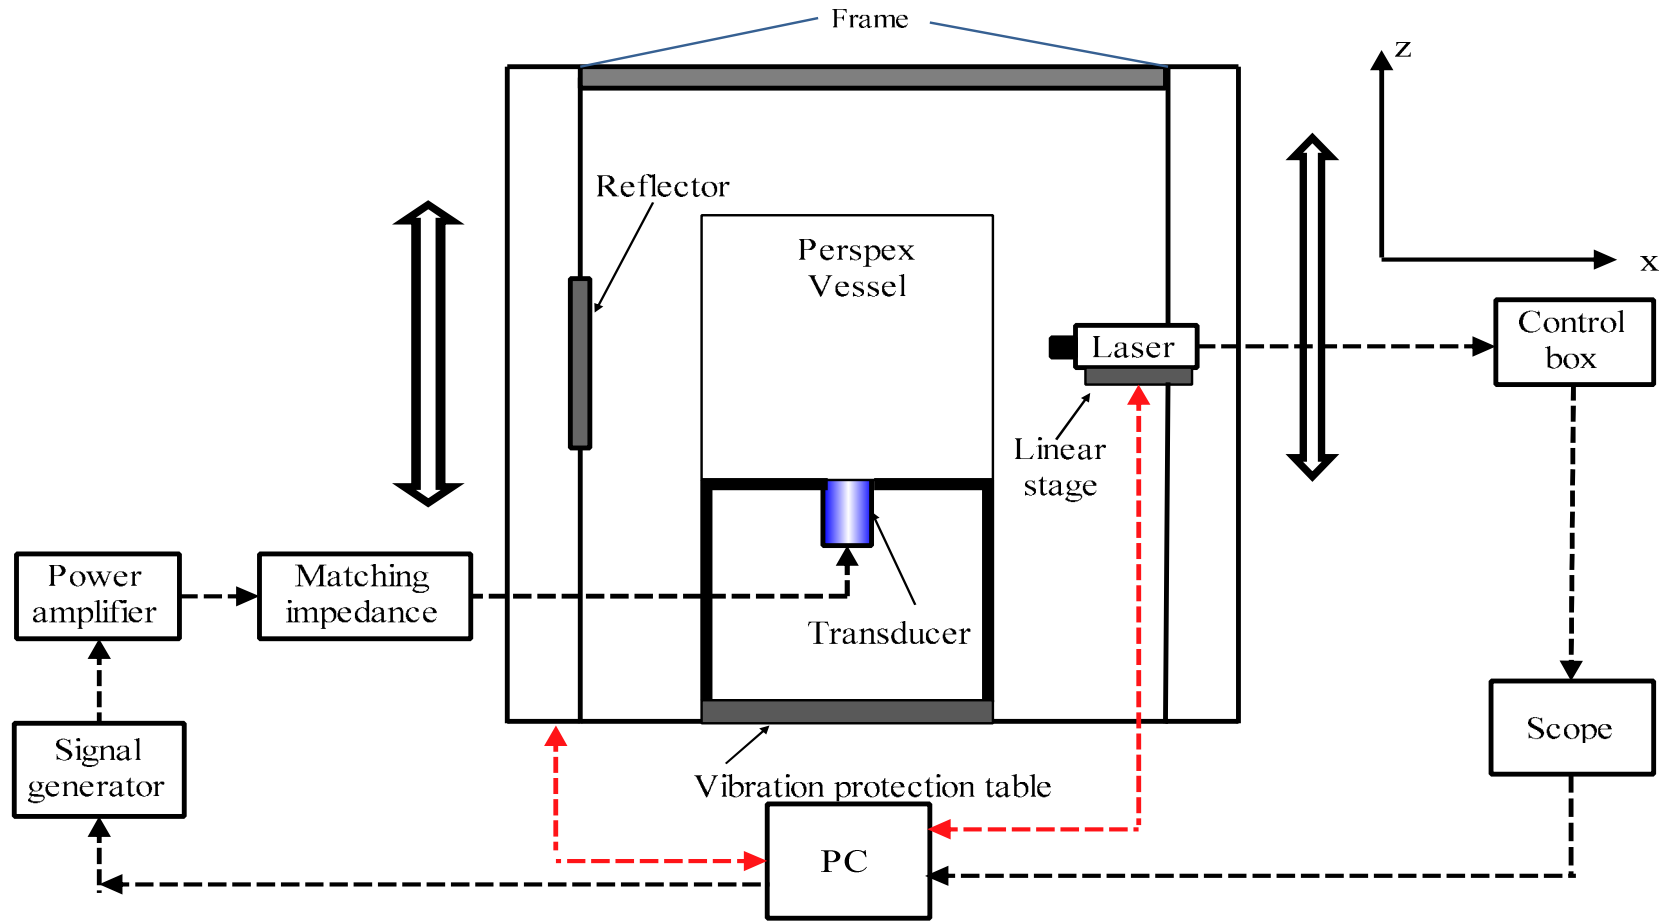 Frame
z
Reflector
Perspex
Vessel
x
Control
box
Laser
Linear
stage
Power
amplifier
Matching
impedance
Transducer
Signal
generator
Scope
Vibration protection table
PC